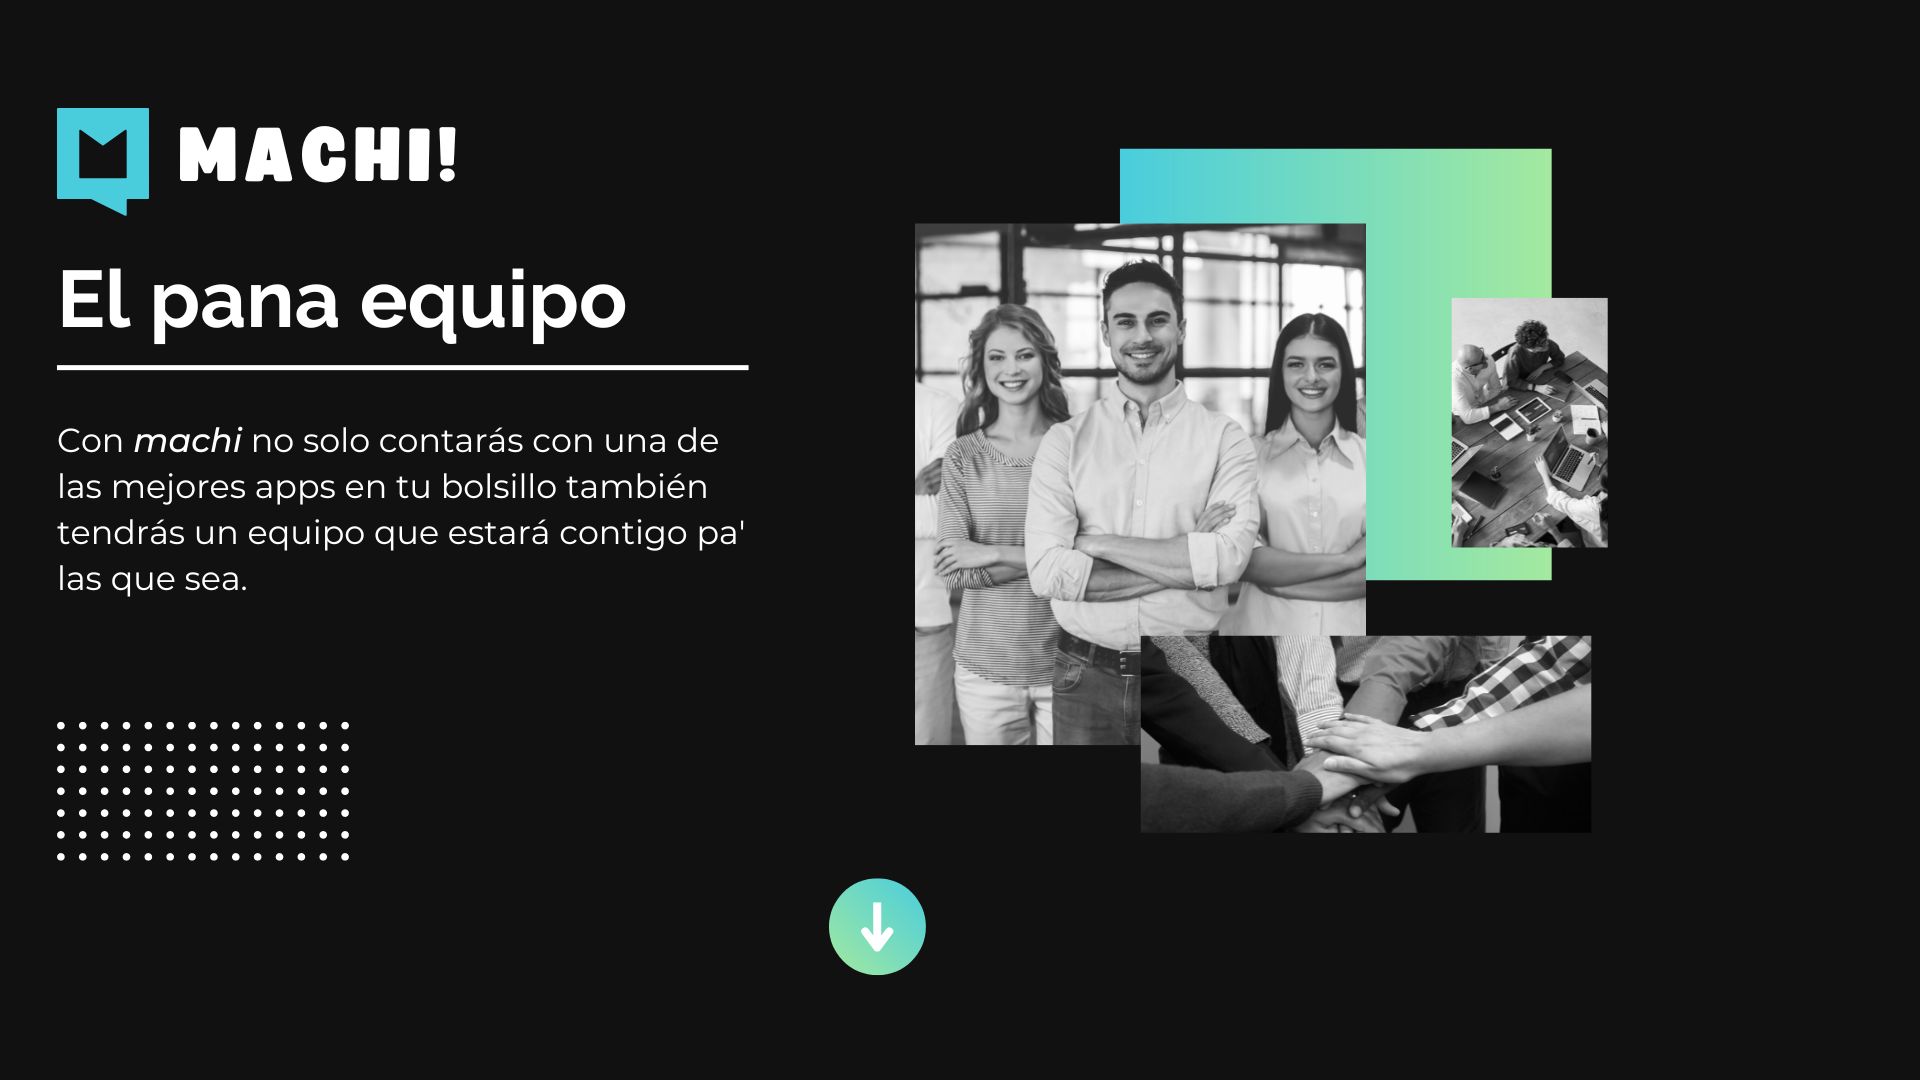 MACHI!
El pana equipo
Con machi no solo contarás con una de
las mejores apps en tu bolsillo también
tendrás un equipo que estará contigo pa'
las que sea.